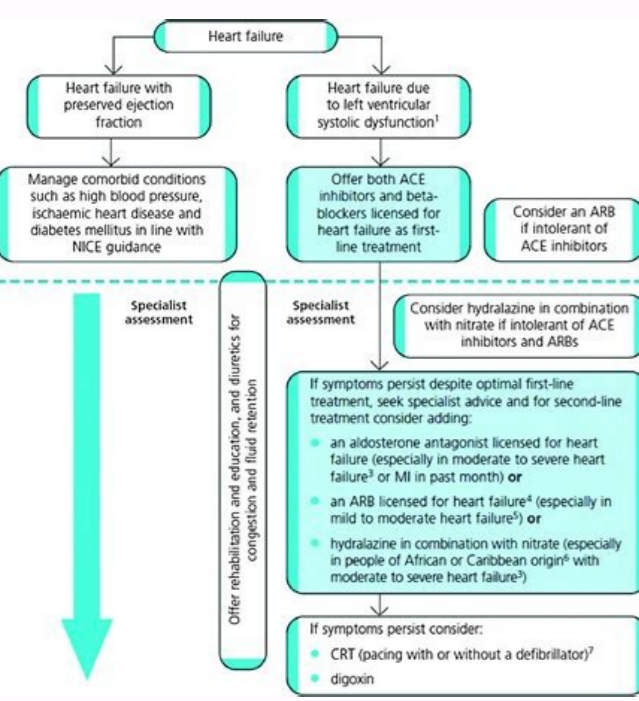 Heart failure
Heart failure with
preserved ejection
fraction
Heart failure due
to left ventricular
systolic dysfunction¹
Manage comorbid conditions
such as high blood pressure,
ischaemic heart disease and
diabetes mellitus in line with
NICE guidance
Offer both ACE
inhibitors and beta-
blockers licensed for
heart failure as first-
line treatment
Consider an ARB
if intolerant of
ACE inhibitors
Specialist
assessment
Offer rehabilitation and education, and diuretics for
congestion and fluid retention
Specialist
assessment
Consider hydralazine in combination
with nitrate if intolerant of ACE
inhibitors and ARBs
If symptoms persist despite optimal first-line
treatment, seek specialist advice and for second-line
treatment consider adding:
an aldosterone antagonist licensed for heart
failure (especially in moderate to severe heart
failure³ or MI in past month) or
an ARB licensed for heart failure⁴ (especially in
mild to moderate heart failure⁵) or
hydralazine in combination with nitrate (especially
in people of African or Caribbean origin⁶ with
moderate to severe heart failure³)
If symptoms persist consider:
CRT (pacing with or without a defibrillator)⁷
digoxin